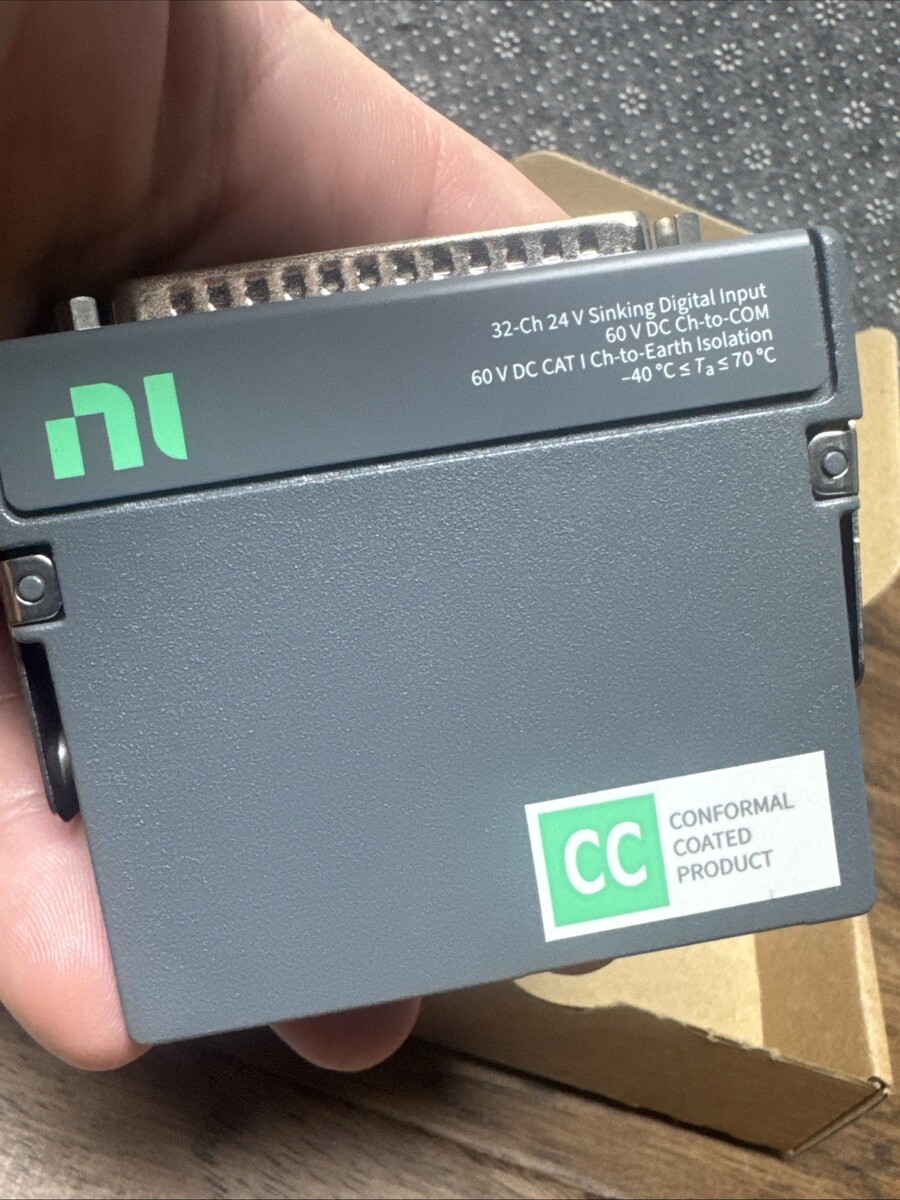 32-Ch 24 V Sinking Digital Input
60 V DC Ch-to-COM
60 V DC CAT I Ch-to-Earth Isolation
–40 °C ≤ Ta ≤ 70 °C
ni
CC
CONFORMAL
COATED
PRODUCT